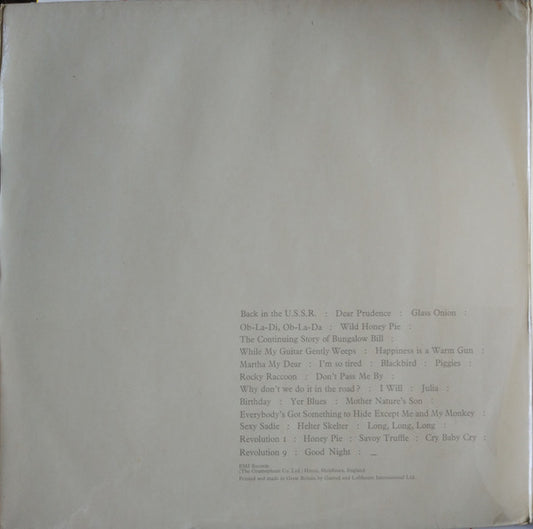 Back in the U.S.S.R. : Dear Prudence : Glass Onion :
Ob-La-Di, Ob-La-Da : Wild Honey Pie :
The Continuing Story of Bungalow Bill :
While My Guitar Gently Weeps : Happiness is a Warm Gun :
Martha My Dear : I'm so tired : Blackbird : Piggies :
Rocky Raccoon : Don't Pass Me By :
Why don't we do it in the road? : I Will : Julia :
Birthday : Yer Blues : Mother Nature's Son :
Everybody's Got Something to Hide Except Me and My Monkey :
Sexy Sadie : Helter Skelter : Long, Long, Long :
Revolution 1 : Honey Pie : Savoy Truffle : Cry Baby Cry :
Revolution 9 : Good Night : _
EMI Records
(The Gramophone Co. Ltd.) Hayes, Middlesex, England
Printed and made in Great Britain by Garrod and Lofthouse International Ltd.